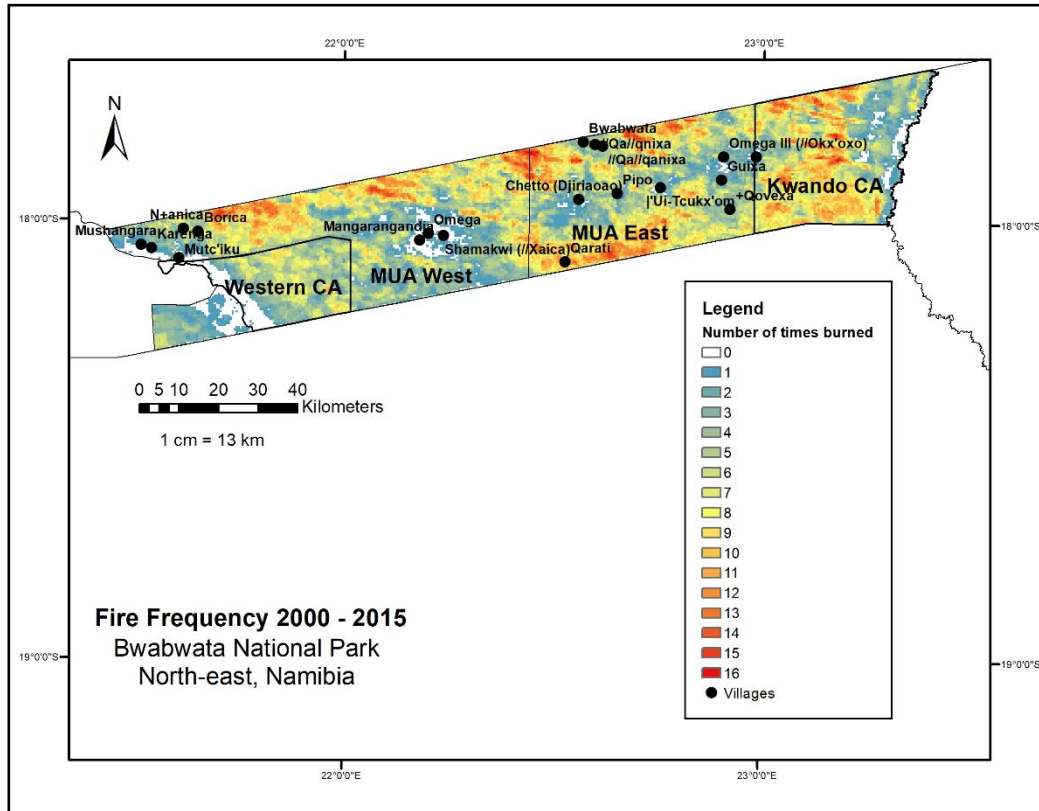 22°0'0"E
23°0'0"E
N
Bwabwata
//Qa//qnixa
//Qa//qanixa
Omega III (//Okx'oxo)
Guixa
Chetto (Djiriaoao)
Pipo
|'Ui-Tcukx'om
+Qovexa
Kwando CA
18°0'0"S
18°0'0"S
N+anica
Borica
Mushangara
Karenga
Mutc'iku
Mangarangandja
Omega
Shamakwi (//Xaica)
Qarati
MUA East
MUA West
Western CA
0 5 10 20 30 40
Kilometers
1 cm = 13 km
Legend
Number of times burned
0
1
2
3
4
5
6
7
8
9
10
11
12
13
14
15
16
Villages
Fire Frequency 2000 - 2015
Bwabwata National Park
North-east, Namibia
19°0'0"S
19°0'0"S
22°0'0"E
23°0'0"E